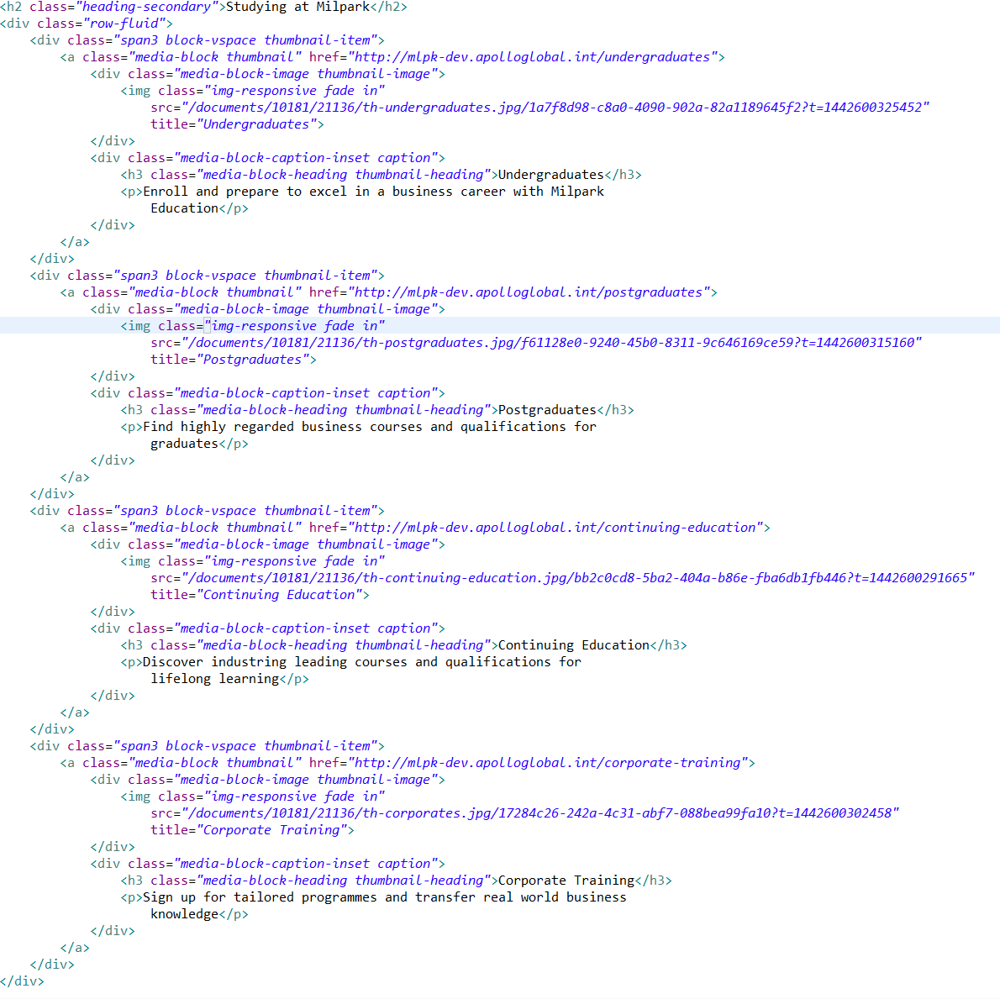 <h2 class="heading-secondary">Studying at Milpark</h2>
<div class="row-fluid">
    <div class="span3 block-vspace thumbnail-item">
        <a class="media-block thumbnail" href="http://mlpk-dev.apolloglobal.int/undergraduates">
            <div class="media-block-image thumbnail-image">
                <img class="img-responsive fade in"
                    src="/documents/10181/21136/th-undergraduates.jpg/1a7f8d98-c8a0-4090-902a-82a1189645f2?t=1442600325452"
                    title="Undergraduates">
            </div>
            <div class="media-block-caption-inset caption">
                <h3 class="media-block-heading thumbnail-heading">Undergraduates</h3>
                <p>Enroll and prepare to excel in a business career with Milpark
                    Education</p>
            </div>
        </a>
    </div>
    <div class="span3 block-vspace thumbnail-item">
        <a class="media-block thumbnail" href="http://mlpk-dev.apolloglobal.int/postgraduates">
            <div class="media-block-image thumbnail-image">
                <img class="img-responsive fade in"
                    src="/documents/10181/21136/th-postgraduates.jpg/f61128e0-9240-45b0-8311-9c646169ce59?t=1442600315160"
                    title="Postgraduates">
            </div>
            <div class="media-block-caption-inset caption">
                <h3 class="media-block-heading thumbnail-heading">Postgraduates</h3>
                <p>Find highly regarded business courses and qualifications for
                    graduates</p>
            </div>
        </a>
    </div>
    <div class="span3 block-vspace thumbnail-item">
        <a class="media-block thumbnail" href="http://mlpk-dev.apolloglobal.int/continuing-education">
            <div class="media-block-image thumbnail-image">
                <img class="img-responsive fade in"
                    src="/documents/10181/21136/th-continuing-education.jpg/bb2c0cd8-5ba2-404a-b86e-fba6db1fb446?t=1442600291665"
                    title="Continuing Education">
            </div>
            <div class="media-block-caption-inset caption">
                <h3 class="media-block-heading thumbnail-heading">Continuing Education</h3>
                <p>Discover industring leading courses and qualifications for
                    lifelong learning</p>
            </div>
        </a>
    </div>
    <div class="span3 block-vspace thumbnail-item">
        <a class="media-block thumbnail" href="http://mlpk-dev.apolloglobal.int/corporate-training">
            <div class="media-block-image thumbnail-image">
                <img class="img-responsive fade in"
                    src="/documents/10181/21136/th-corporates.jpg/17284c26-242a-4c31-abf7-088bea99fa10?t=1442600302458"
                    title="Corporate Training">
            </div>
            <div class="media-block-caption-inset caption">
                <h3 class="media-block-heading thumbnail-heading">Corporate Training</h3>
                <p>Sign up for tailored programmes and transfer real world business
                    knowledge</p>
            </div>
        </a>
    </div>
</div>